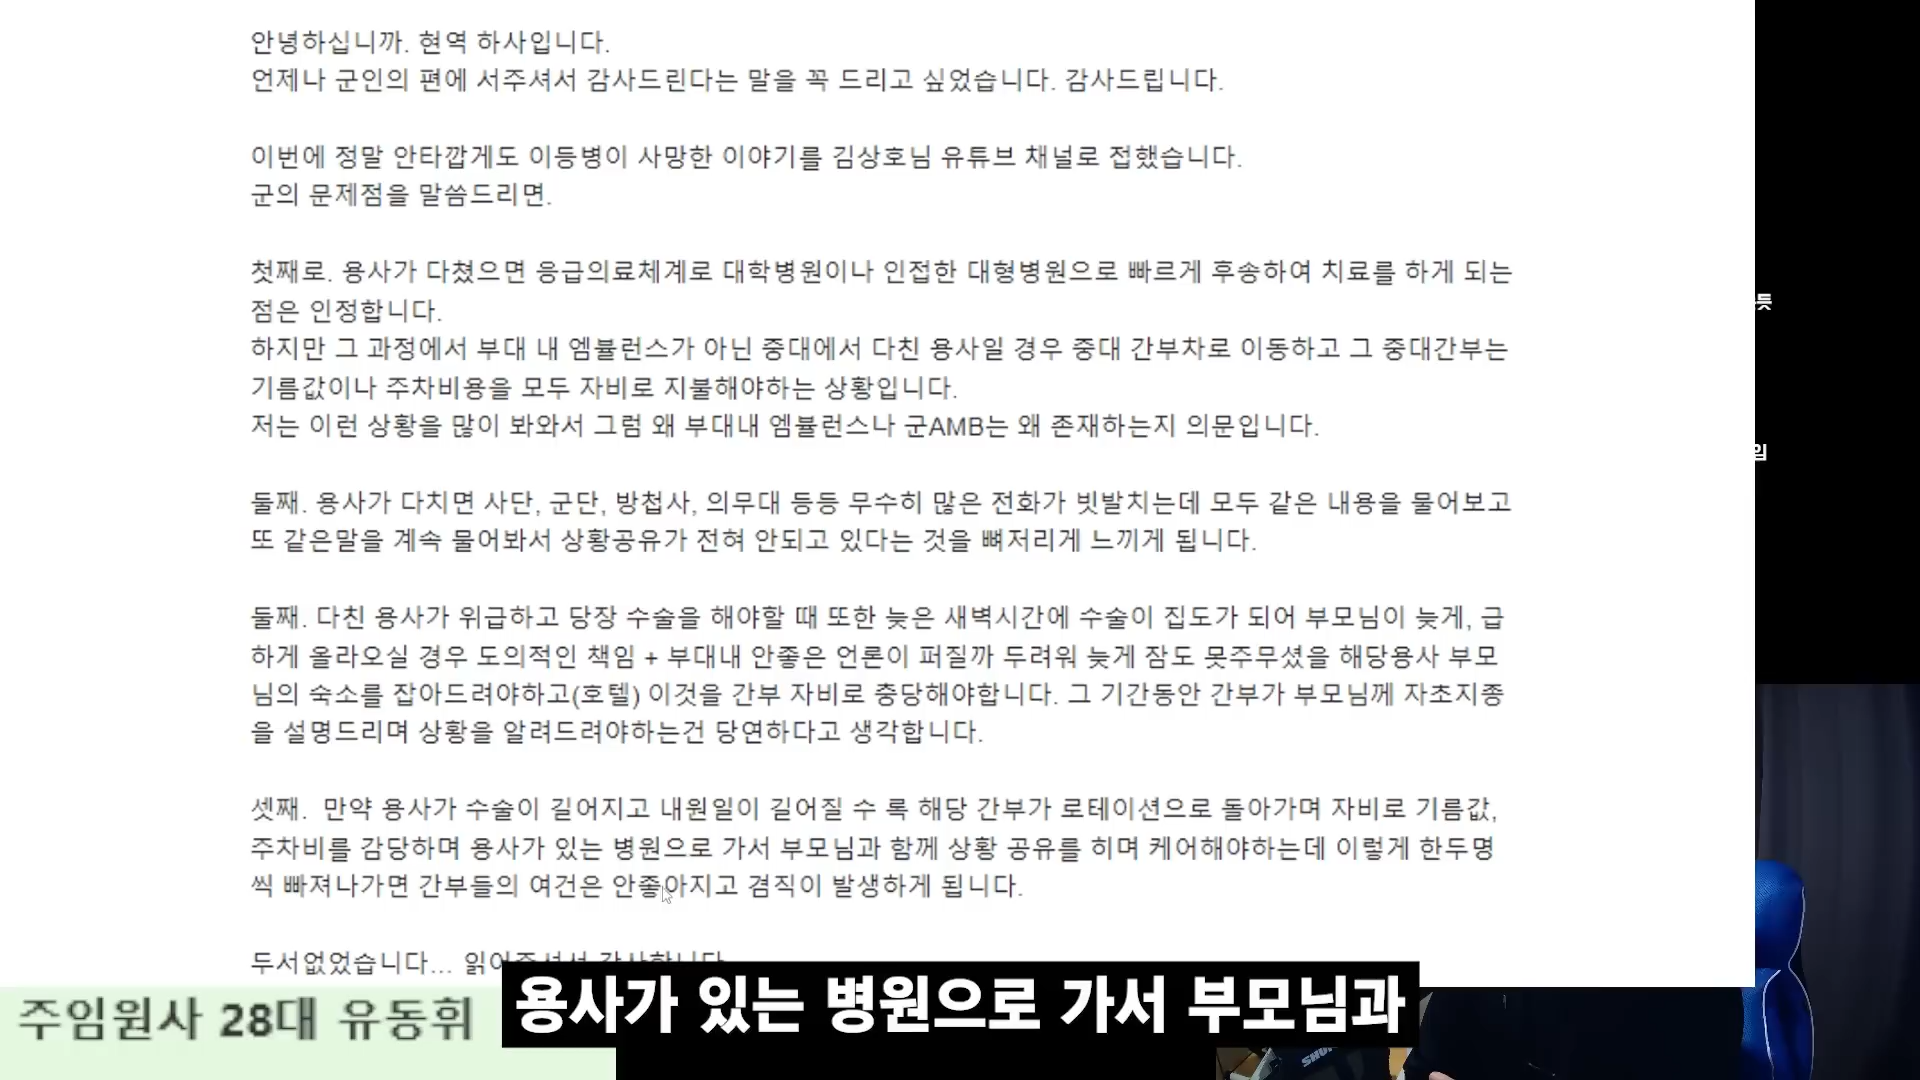 안녕하십니까. 현역 하사입니다.
언제나 군인의 편에 서주셔서 감사드린다는 말을 꼭 드리고 싶었습니다. 감사드립니다.
이번에 정말 안타깝게도 이등병이 사망한 이야기를 김상호님 유튜브 채널로 접했습니다.
군의 문제점을 말씀드리면.
첫째로. 용사가 다쳤으면 응급의료체계로 대학병원이나 인접한 대형병원으로 빠르게 후송하여 치료를 하게 되는
점은 인정합니다.
하지만 그 과정에서 부대 내 엠뷸런스가 아닌 중대에서 다친 용사일 경우 중대 간부차로 이동하고 그 중대간부는
기름값이나 주차비용을 모두 자비로 지불해야하는 상황입니다.
저는 이런 상황을 많이 봐와서 그럼 왜 부대내 엠뷸런스나 군AMB는 왜 존재하는지 의문입니다.
둘째. 용사가 다치면 사단, 군단, 방첩사, 의무대 등등 무수히 많은 전화가 빗발치는데 모두 같은 내용을 물어보고
또 같은말을 계속 물어봐서 상황공유가 전혀 안되고 있다는 것을 뼈저리게 느끼게 됩니다.
둘째. 다친 용사가 위급하고 당장 수술을 해야할 때 또한 늦은 새벽시간에 수술이 집도가 되어 부모님이 늦게, 급
하게 올라오실 경우 도의적인 책임 + 부대내 안좋은 언론이 퍼질까 두려워 늦게 잠도 못주무셨을 해당용사 부모
님의 숙소를 잡아드려야하고(호텔) 이것을 간부 자비로 충당해야합니다. 그 기간동안 간부가 부모님께 자초지종
을 설명드리며 상황을 알려드려야하는건 당연하다고 생각합니다.
셋째. 만약 용사가 수술이 길어지고 내원일이 길어질 수 록 해당 간부가 로테이션으로 돌아가며 자비로 기름값,
주차비를 감당하며 용사가 있는 병원으로 가서 부모님과 함께 상황 공유를 히며 케어해야하는데 이렇게 한두명
씩 빠져나가면 간부들의 여건은 안좋아지고 겸직이 발생하게 됩니다.
두서없었습니다... 읽어주셔서 감사합니다
주임원사 28대 유동휘
용사가 있는 병원으로 가서 부모님과
듯
입